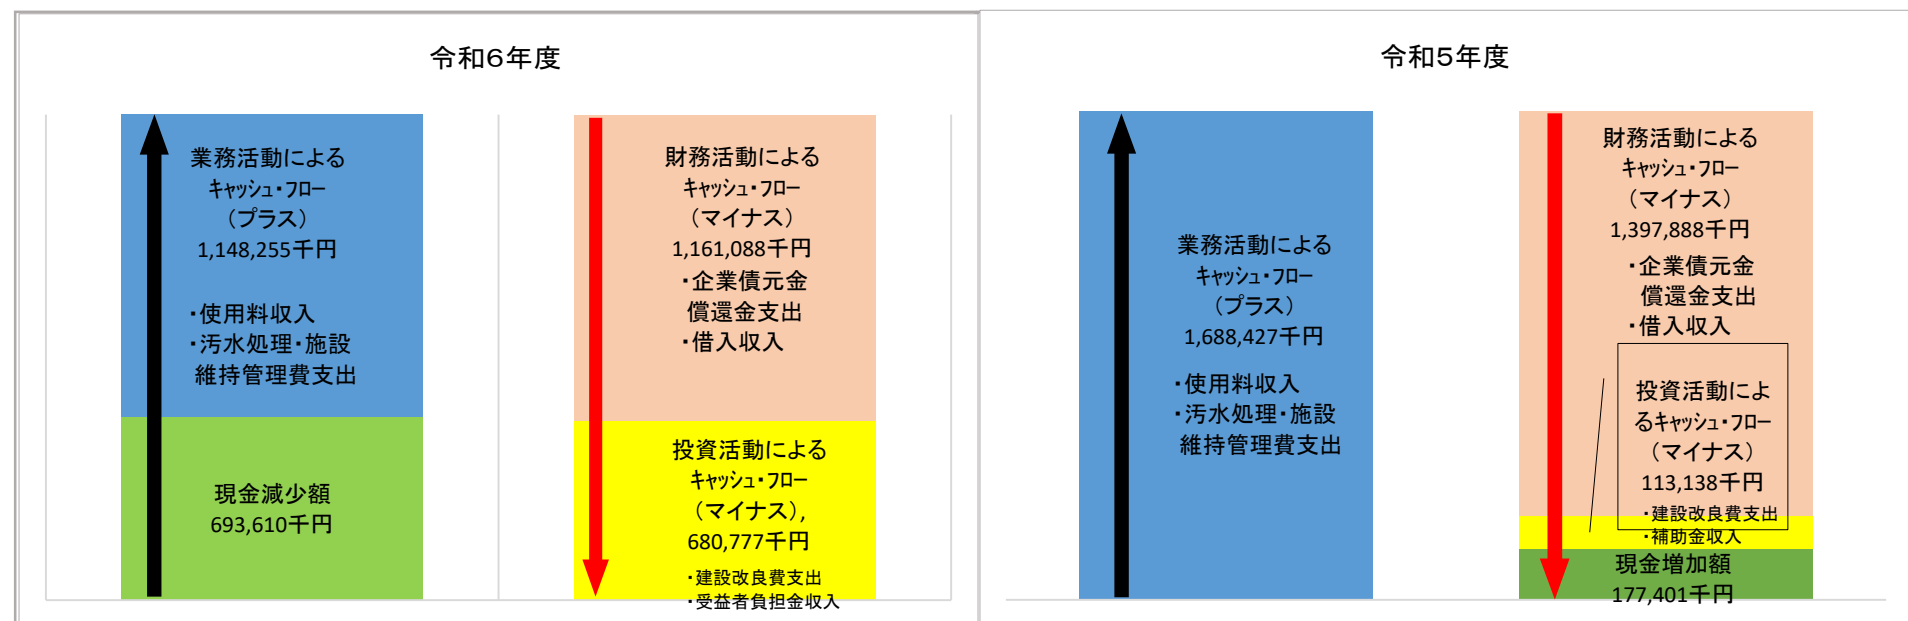 令和6年度
業務活動による
キャッシュ・フロー
（プラス）
1,148,255千円
・使用料収入
・汚水処理・施設
維持管理費支出
現金減少額
693,610千円
財務活動による
キャッシュ・フロー
（マイナス）
1,161,088千円
・企業債元金
償還金支出
・借入収入
投資活動による
キャッシュ・フロー
（マイナス）,
680,777千円
・建設改良費支出
・受益者負担金収入
令和5年度
業務活動による
キャッシュ・フロー
（プラス）
1,688,427千円
・使用料収入
・汚水処理・施設
維持管理費支出
財務活動による
キャッシュ・フロー
（マイナス）
1,397,888千円
・企業債元金
償還金支出
・借入収入
投資活動によ
るキャッシュ・フロー
（マイナス）
113,138千円
・建設改良費支出
・補助金収入
現金増加額
177,401千円